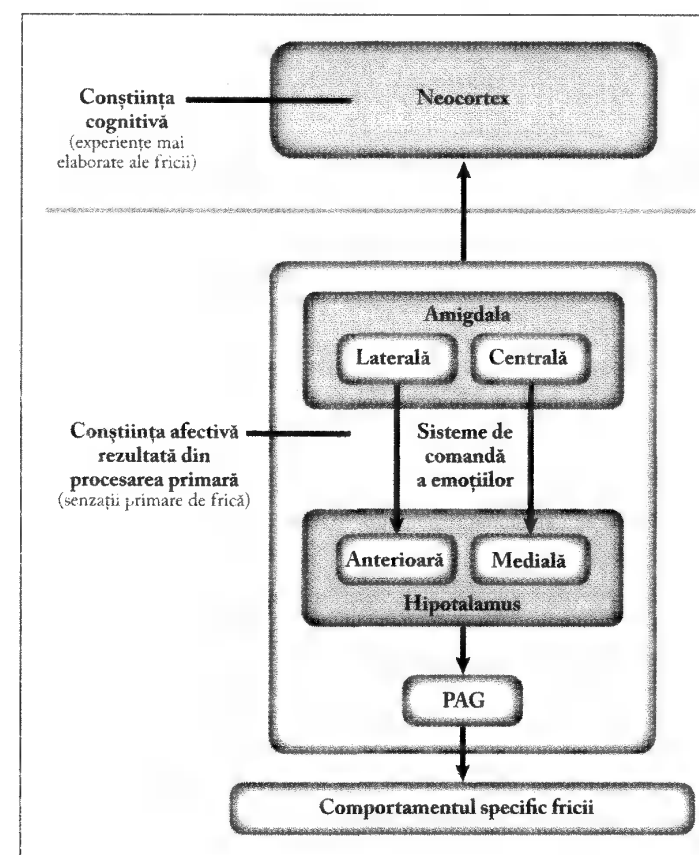 Neocortex
Conștiința
cognitivă
(experiențe mai
elaborate ale fricii)
Amigdala
Laterală
Centrală
Conștiința afectivă
rezultată din
procesarea primară
(senzații primare de frică)
Sisteme de
comandă
a emoțiilor
Anterioară
Medială
Hipotalamus
PAG
Comportamentul specific fricii